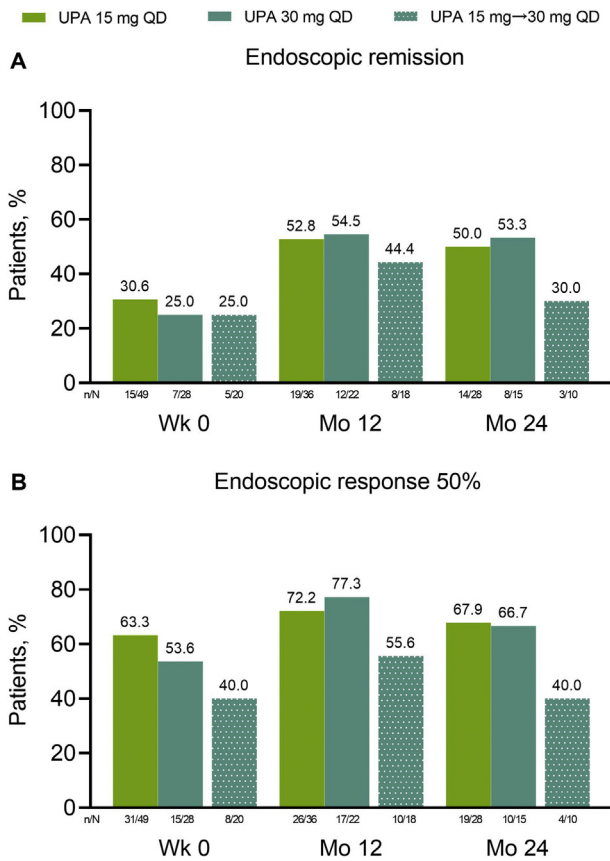 UPA 15 mg QD UPA 30 mg QD UPA 15 mg→30 mg QD
A Endoscopic remission
Patients, %
100
80
60
40
20
0
30.6 25.0 25.0 52.8 54.5 44.4 50.0 53.3 30.0
n/N 15/49 7/28 5/20 19/36 12/22 8/18 14/28 8/15 3/10
Wk 0 Mo 12 Mo 24
B Endoscopic response 50%
Patients, %
100
80
60
40
20
0
63.3 53.6 40.0 72.2 77.3 55.6 67.9 66.7 40.0
n/N 31/49 15/28 8/20 26/36 17/22 10/18 19/28 10/15 4/10
Wk 0 Mo 12 Mo 24